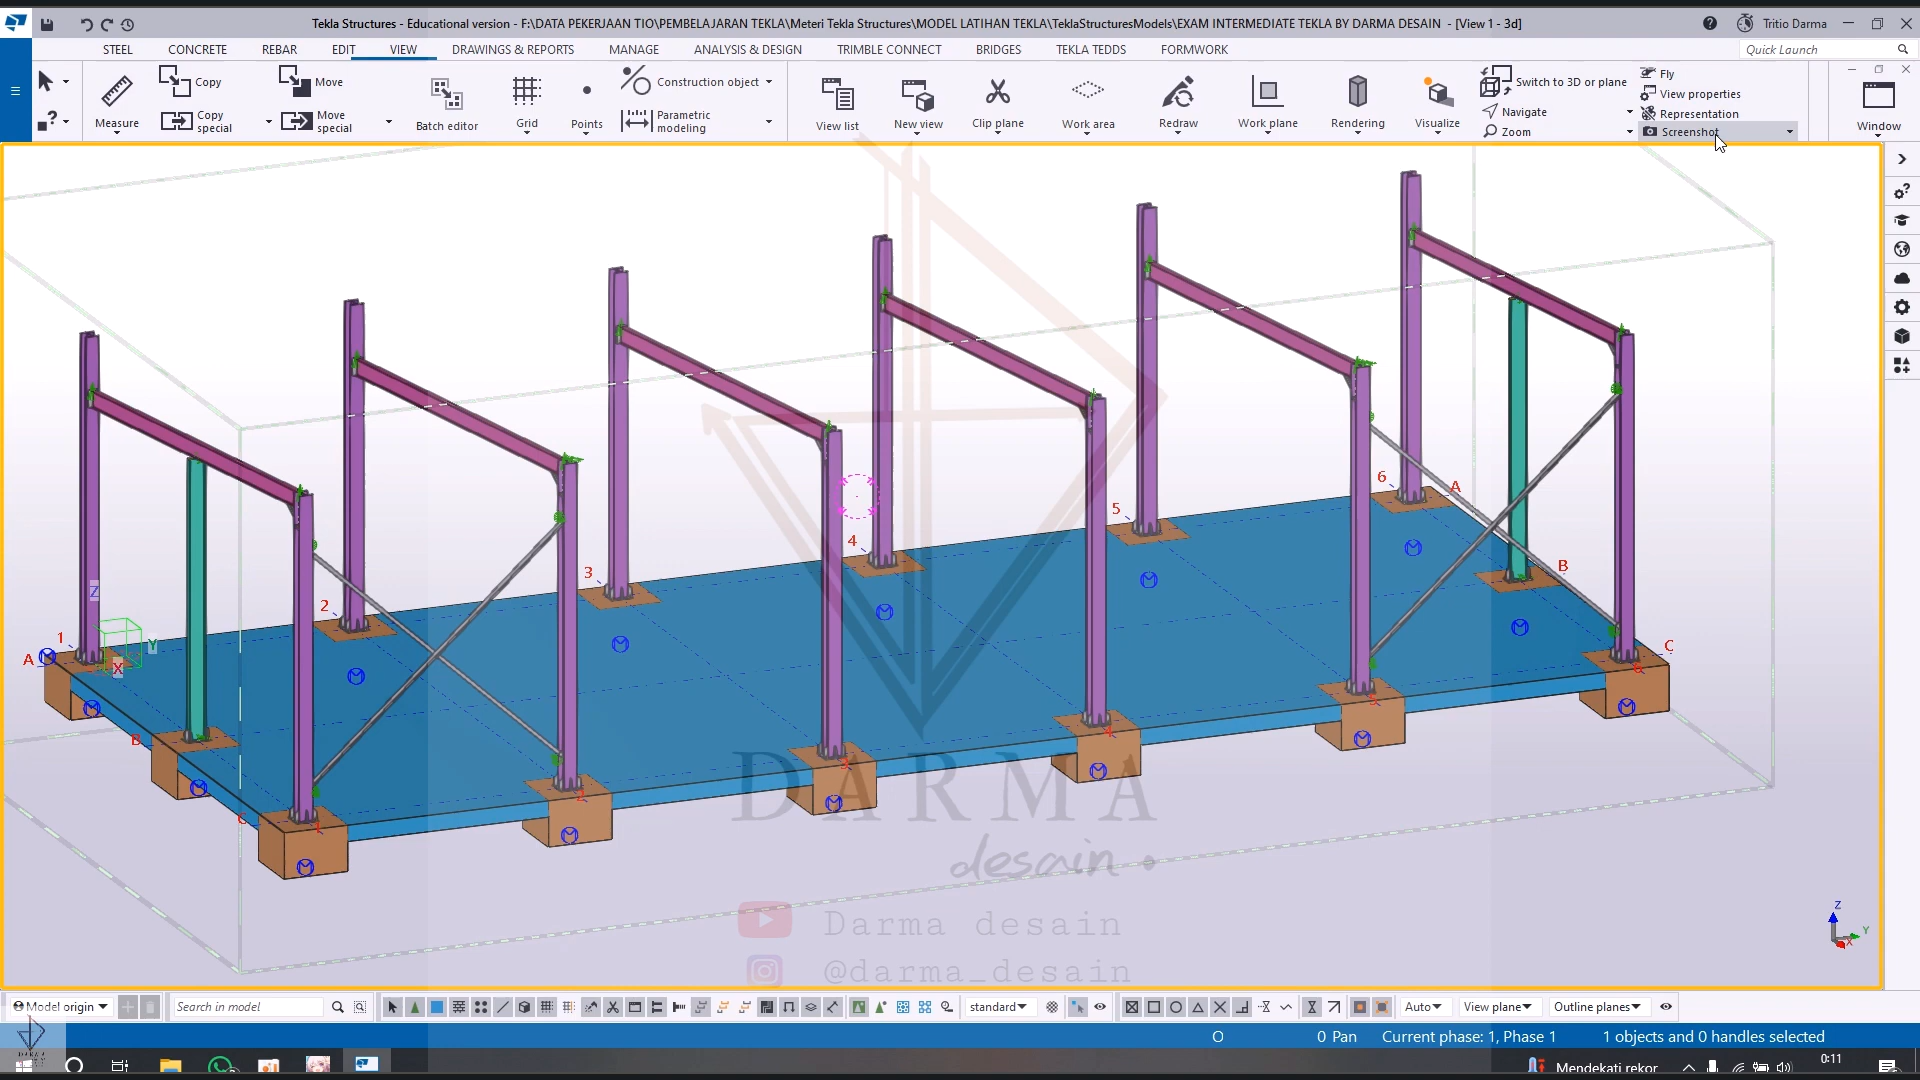 Tekla Structures - Educational version - F:\DATA PEKERJAAN TIO\PEMBELAJARAN TEKLA\Meteri Tekla Structures\MODEL LATIHAN TEKLA\TeklaStructuresModels\EXAM INTERMEDIATE TEKLA BY DARMA DESAIN - [View 1 - 3d]
Tritio Darma
STEEL CONCRETE REBAR EDIT VIEW DRAWINGS & REPORTS MANAGE ANALYSIS & DESIGN TRIMBLE CONNECT BRIDGES TEKLA TEDDS FORMWORK
Quick Launch
Measure
Copy
Copy special
Move
Move special
Batch editor
Grid
Points
Construction object
Parametric modeling
View list
New view
Clip plane
Work area
Redraw
Work plane
Rendering
Visualize
Switch to 3D or plane
Navigate
Zoom
Fly
View properties
Representation
Screenshot
Window
6 A
5
4
3
2
1
A
B
C
B
C
Z
Y
X
1
2
3
4
5
6
DARMA
desain
Darma desain
@darma_desain
Z
Y
X
Model origin
Search in model
standard
Auto
View plane
Outline planes
O
0 Pan
Current phase: 1, Phase 1
1 objects and 0 handles selected
Mendekati rekor
0:11